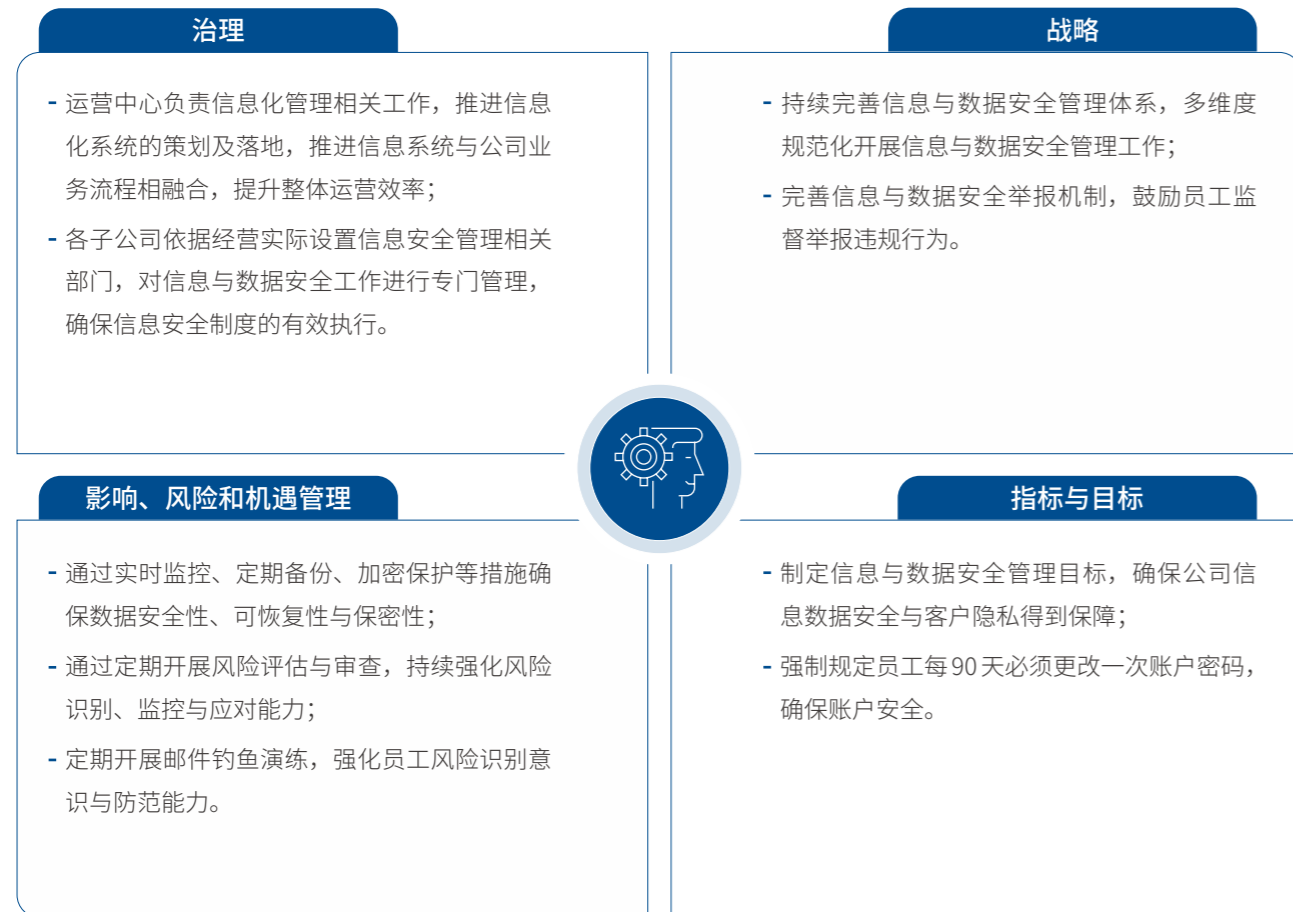 治理
- 运营中心负责信息化管理相关工作，推进信息
化系统的策划及落地，推进信息系统与公司业
务流程相融合，提升整体运营效率；
- 各子公司依据经营实际设置信息安全管理相关
部门，对信息与数据安全工作进行专门管理，
确保信息安全制度的有效执行。
战略
- 持续完善信息与数据安全管理体系，多维度
规范化开展信息与数据安全管理工作；
- 完善信息与数据安全举报机制，鼓励员工监
督举报违规行为。
影响、风险和机遇管理
- 通过实时监控、定期备份、加密保护等措施确
保数据安全性、可恢复性与保密性；
- 通过定期开展风险评估与审查，持续强化风险
识别、监控与应对能力；
- 定期开展邮件钓鱼演练，强化员工风险识别意
识与防范能力。
指标与目标
- 制定信息与数据安全管理目标，确保公司信
息数据安全与客户隐私得到保障；
- 强制规定员工每 90 天必须更改一次账户密码，
确保账户安全。